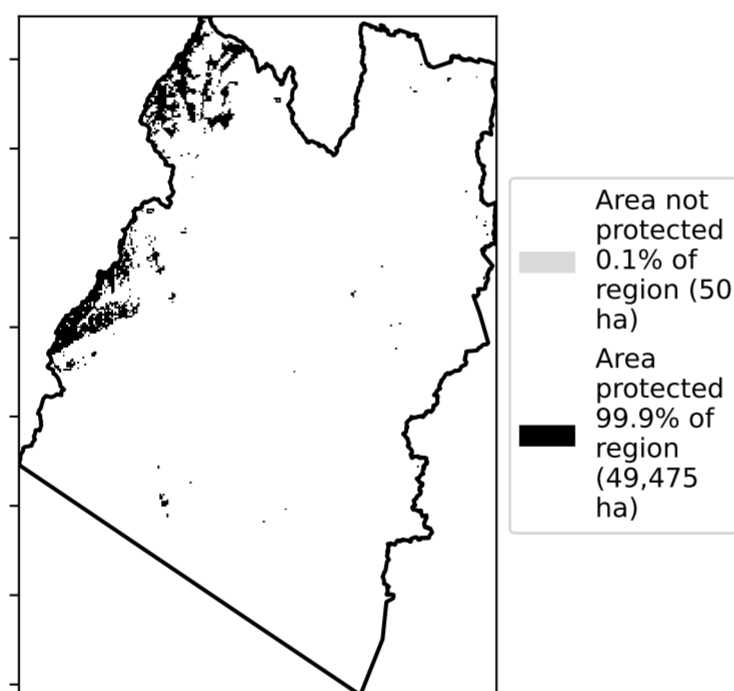 Area not
protected
0.1% of
region (50
ha)
Area
protected
99.9% of
region
(49,475
ha)